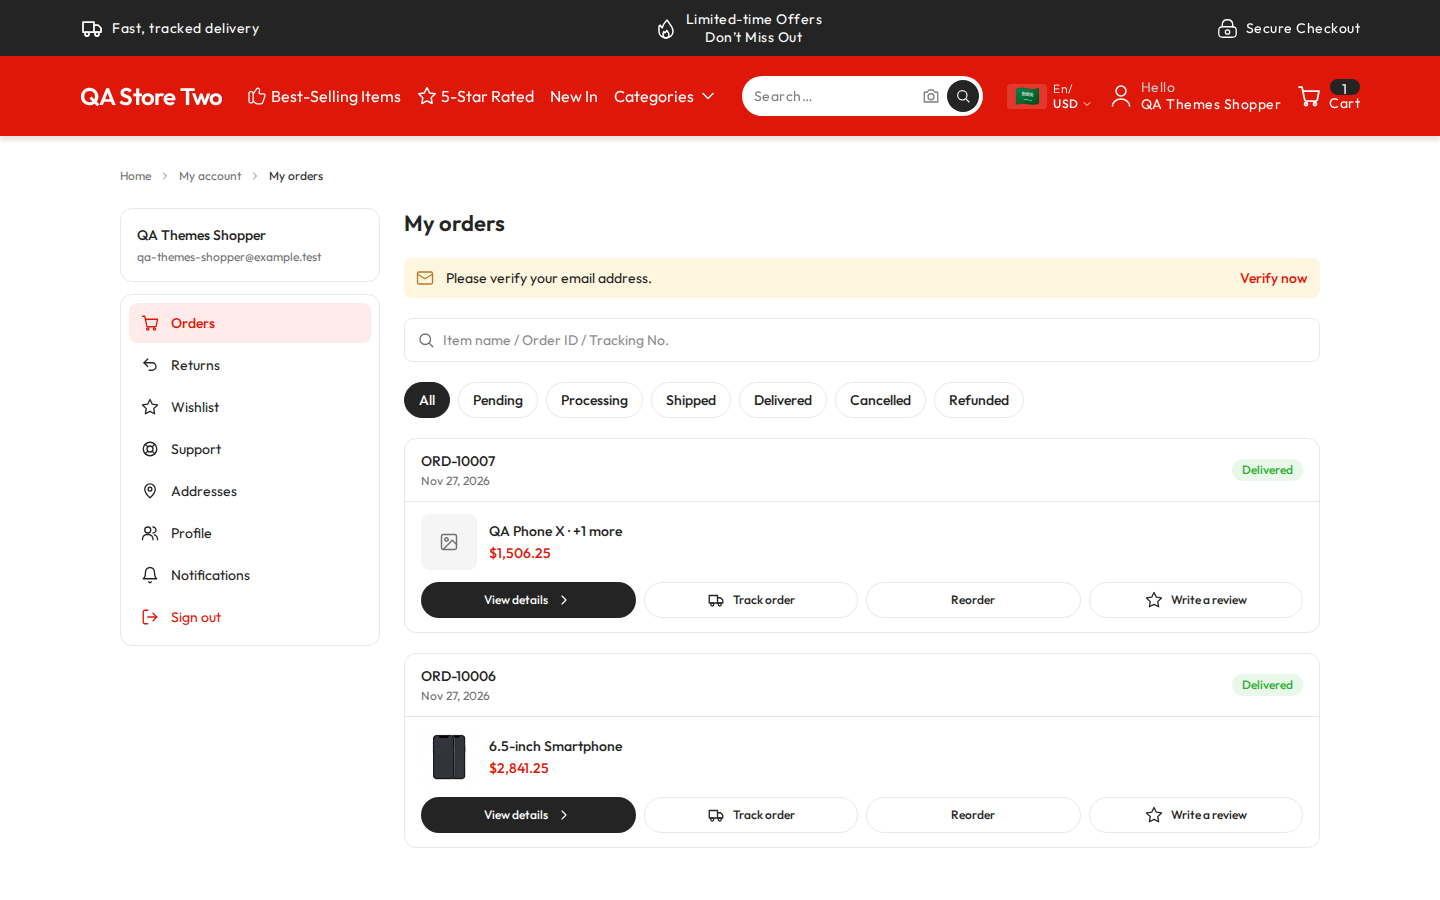 Fast, tracked delivery
Limited-time Offers
Don't Miss Out
Secure Checkout
QA Store Two
Best-Selling Items
5-Star Rated
New In
Categories
Search...
En/
USD
Hello
QA Themes Shopper
1
Cart
Home
My account
My orders
QA Themes Shopper
qa-themes-shopper@example.test
Orders
Returns
Wishlist
Support
Addresses
Profile
Notifications
Sign out
My orders
Please verify your email address.
Verify now
Item name / Order ID / Tracking No.
All
Pending
Processing
Shipped
Delivered
Cancelled
Refunded
ORD-10007
Nov 27, 2026
Delivered
QA Phone X · +1 more
$1,506.25
View details
Track order
Reorder
Write a review
ORD-10006
Nov 27, 2026
Delivered
6.5-inch Smartphone
$2,841.25
View details
Track order
Reorder
Write a review